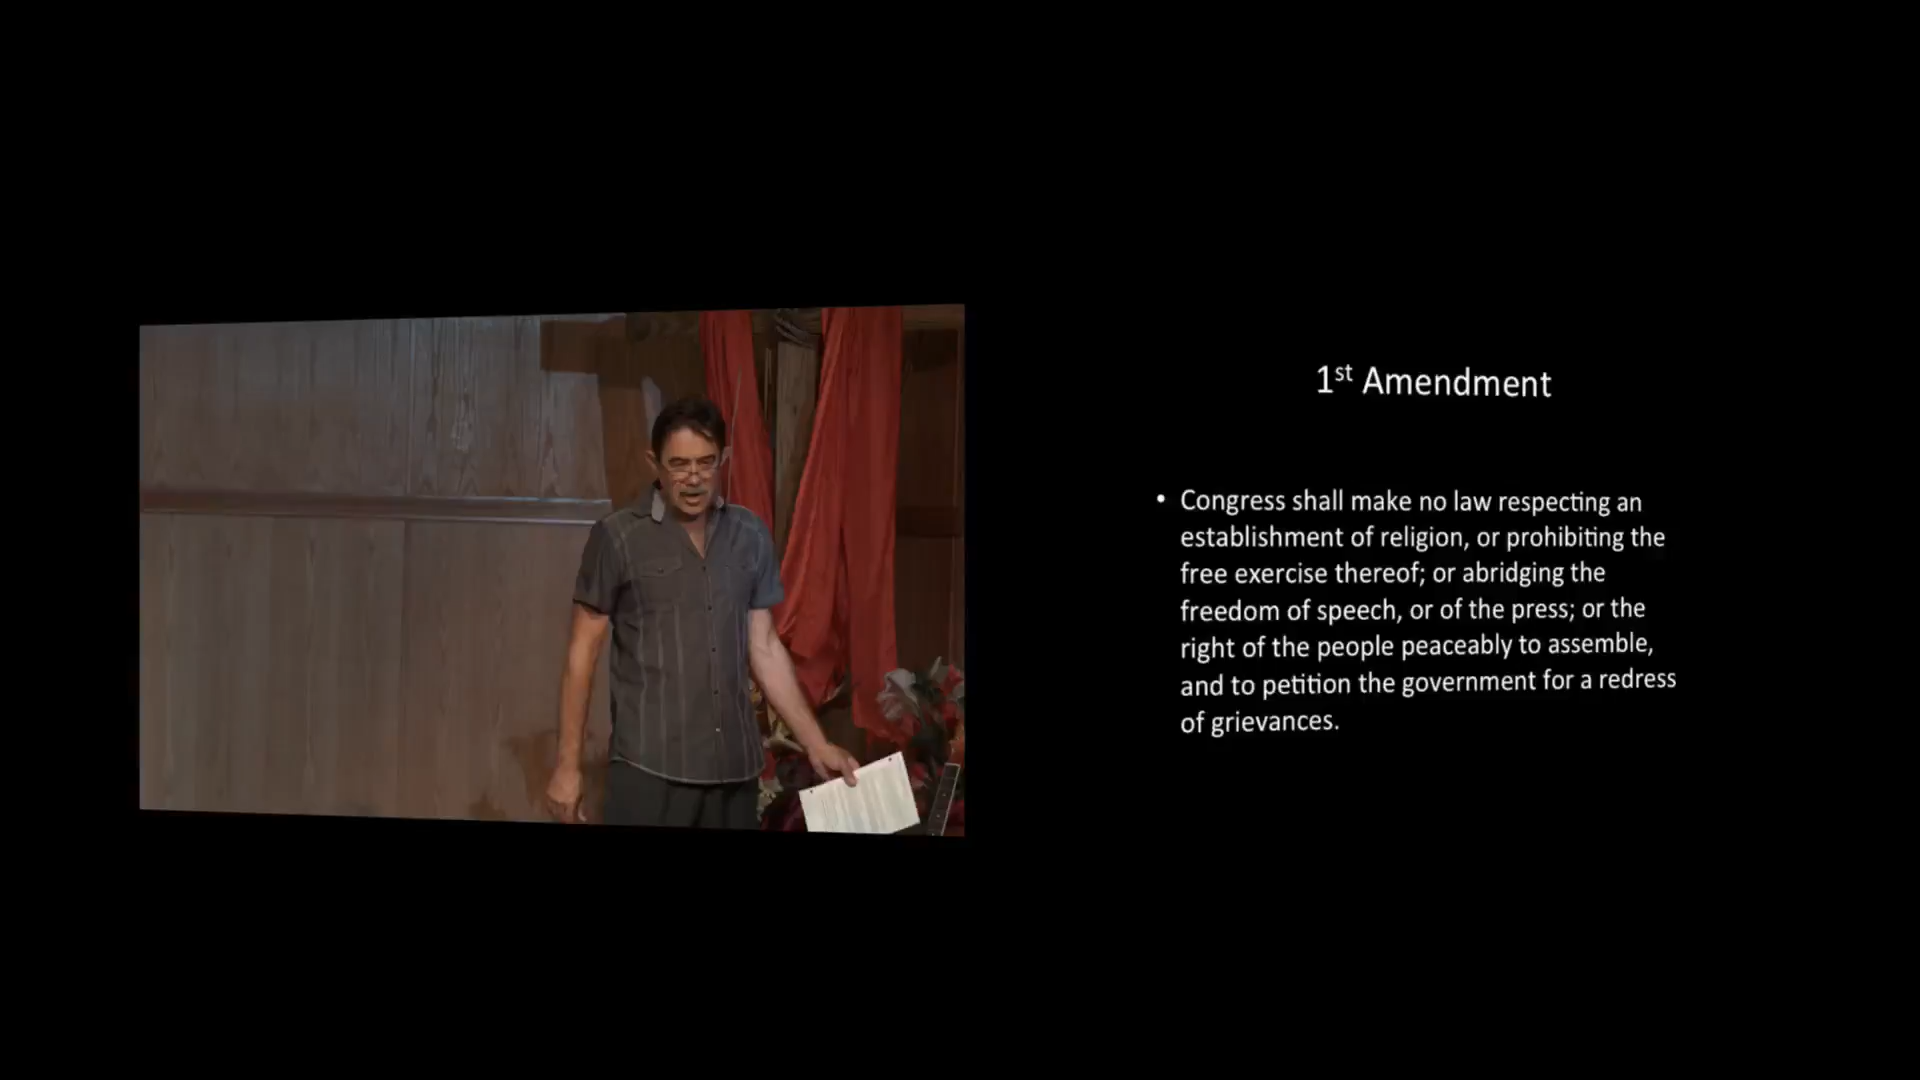 1st Amendment
• Congress shall make no law respecting an
establishment of religion, or prohibiting the
free exercise thereof; or abridging the
freedom of speech, or of the press; or the
right of the people peaceably to assemble,
and to petition the government for a redress
of grievances.